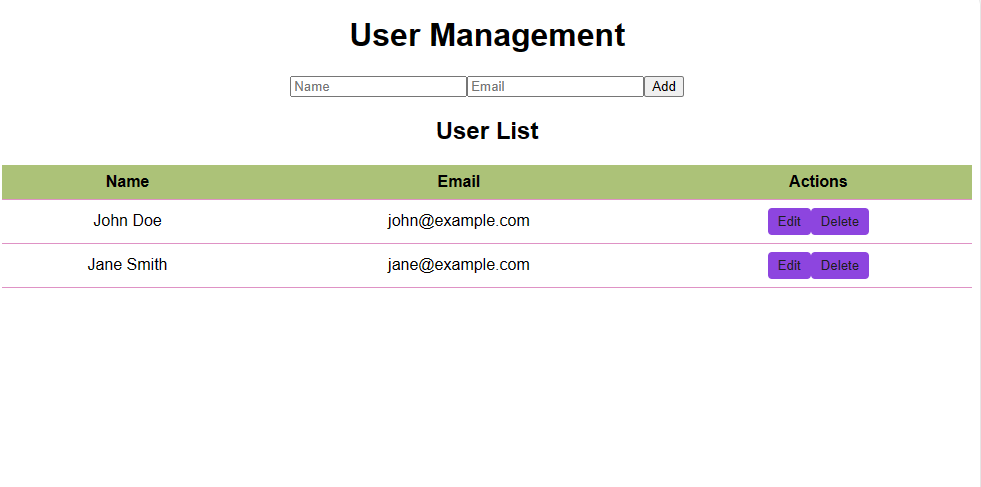 User Management
Name Email Add
User List
Name Email Actions
John Doe john@example.com Edit Delete
Jane Smith jane@example.com Edit Delete